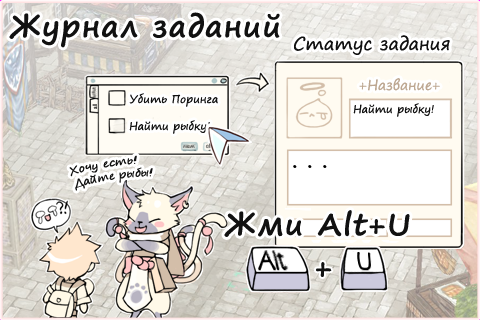 Журнал заданий
Статус задания
Убить Поринга
Найти рыбку!
+Название+
Найти рыбку!
...
Хочу есть!
Дайте рыбы!
?!
Жми Alt+U
Alt + U